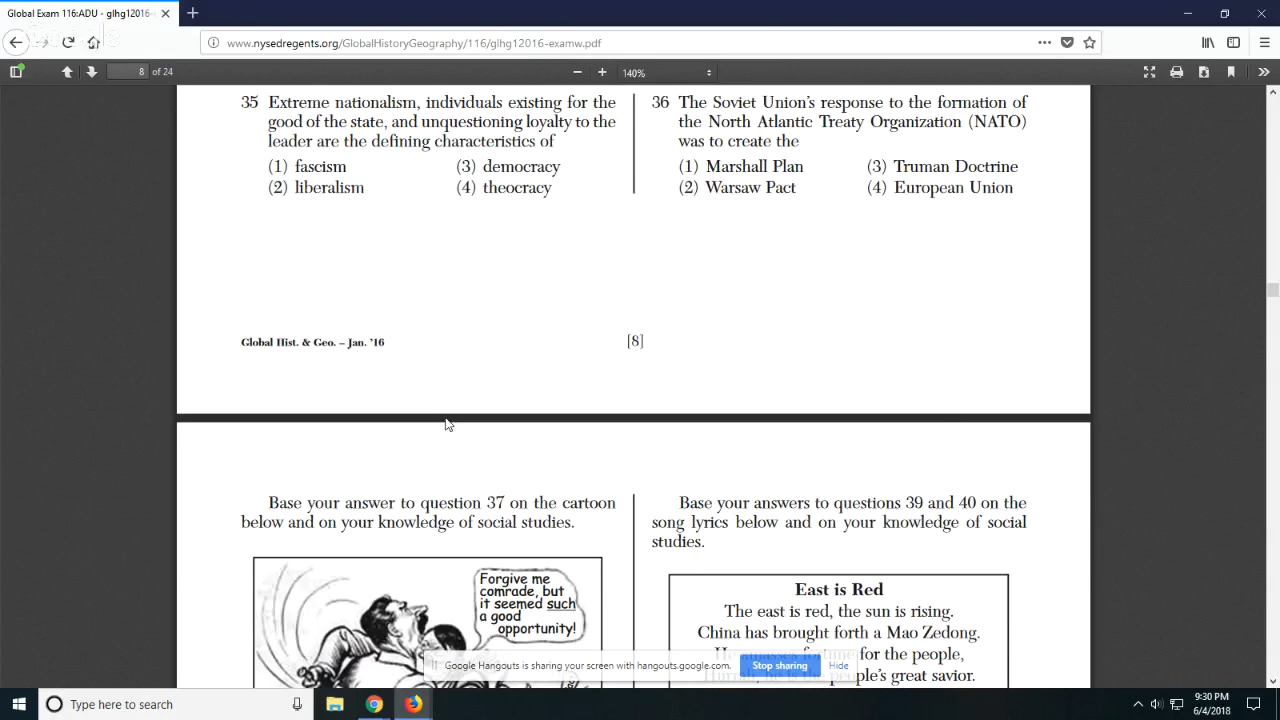 Global Exam 116:ADU - glhg12016-
www.nysedregents.org/GlobalHistoryGeography/116/glhg12016-examw.pdf
8 of 24
140%
35 Extreme nationalism, individuals existing for the
good of the state, and unquestioning loyalty to the
leader are the defining characteristics of
(1) fascism (3) democracy
(2) liberalism (4) theocracy
36 The Soviet Union's response to the formation of
the North Atlantic Treaty Organization (NATO)
was to create the
(1) Marshall Plan (3) Truman Doctrine
(2) Warsaw Pact (4) European Union
Global Hist. & Geo. – Jan. '16
[8]
Base your answer to question 37 on the cartoon
below and on your knowledge of social studies.
Forgive me
comrade, but
it seemed such
a good
opportunity!
Base your answers to questions 39 and 40 on the
song lyrics below and on your knowledge of social
studies.
East is Red
The east is red, the sun is rising.
China has brought forth a Mao Zedong.
for the people,
people's great savior.
Google Hangouts is sharing your screen with hangouts.google.com.
Stop sharing
Hide
Type here to search
9:30 PM
6/4/2018